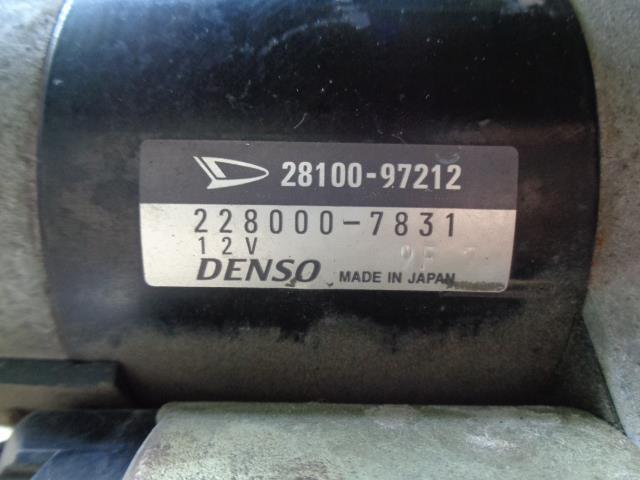 28100-97212
228000-7831
12V
DENSO MADE IN JAPAN